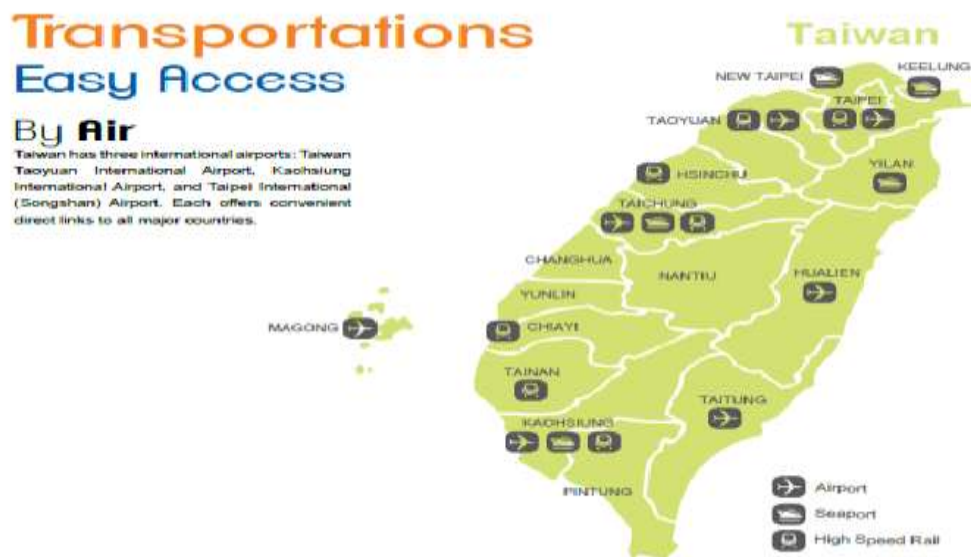 Transportations
Easy Access
By Air
Taiwan has three international airports: Taiwan
Taoyuan International Airport, Kaohsiung
International Airport, and Taipei International
(Songshan) Airport. Each offers convenient
direct links to all major countries.
Taiwan
KEELUNG
NEW TAIPEI
TAIPEI
TAOYUAN
YILAN
HSINCHU
TAICHUNG
CHANGHUA
NANTIU
HUALIEN
YUNLIN
MAGONG
CHIAYI
TAINAN
TAITUNG
KAOHSIUNG
PINTUNG
Airport
Seaport
High Speed Rail